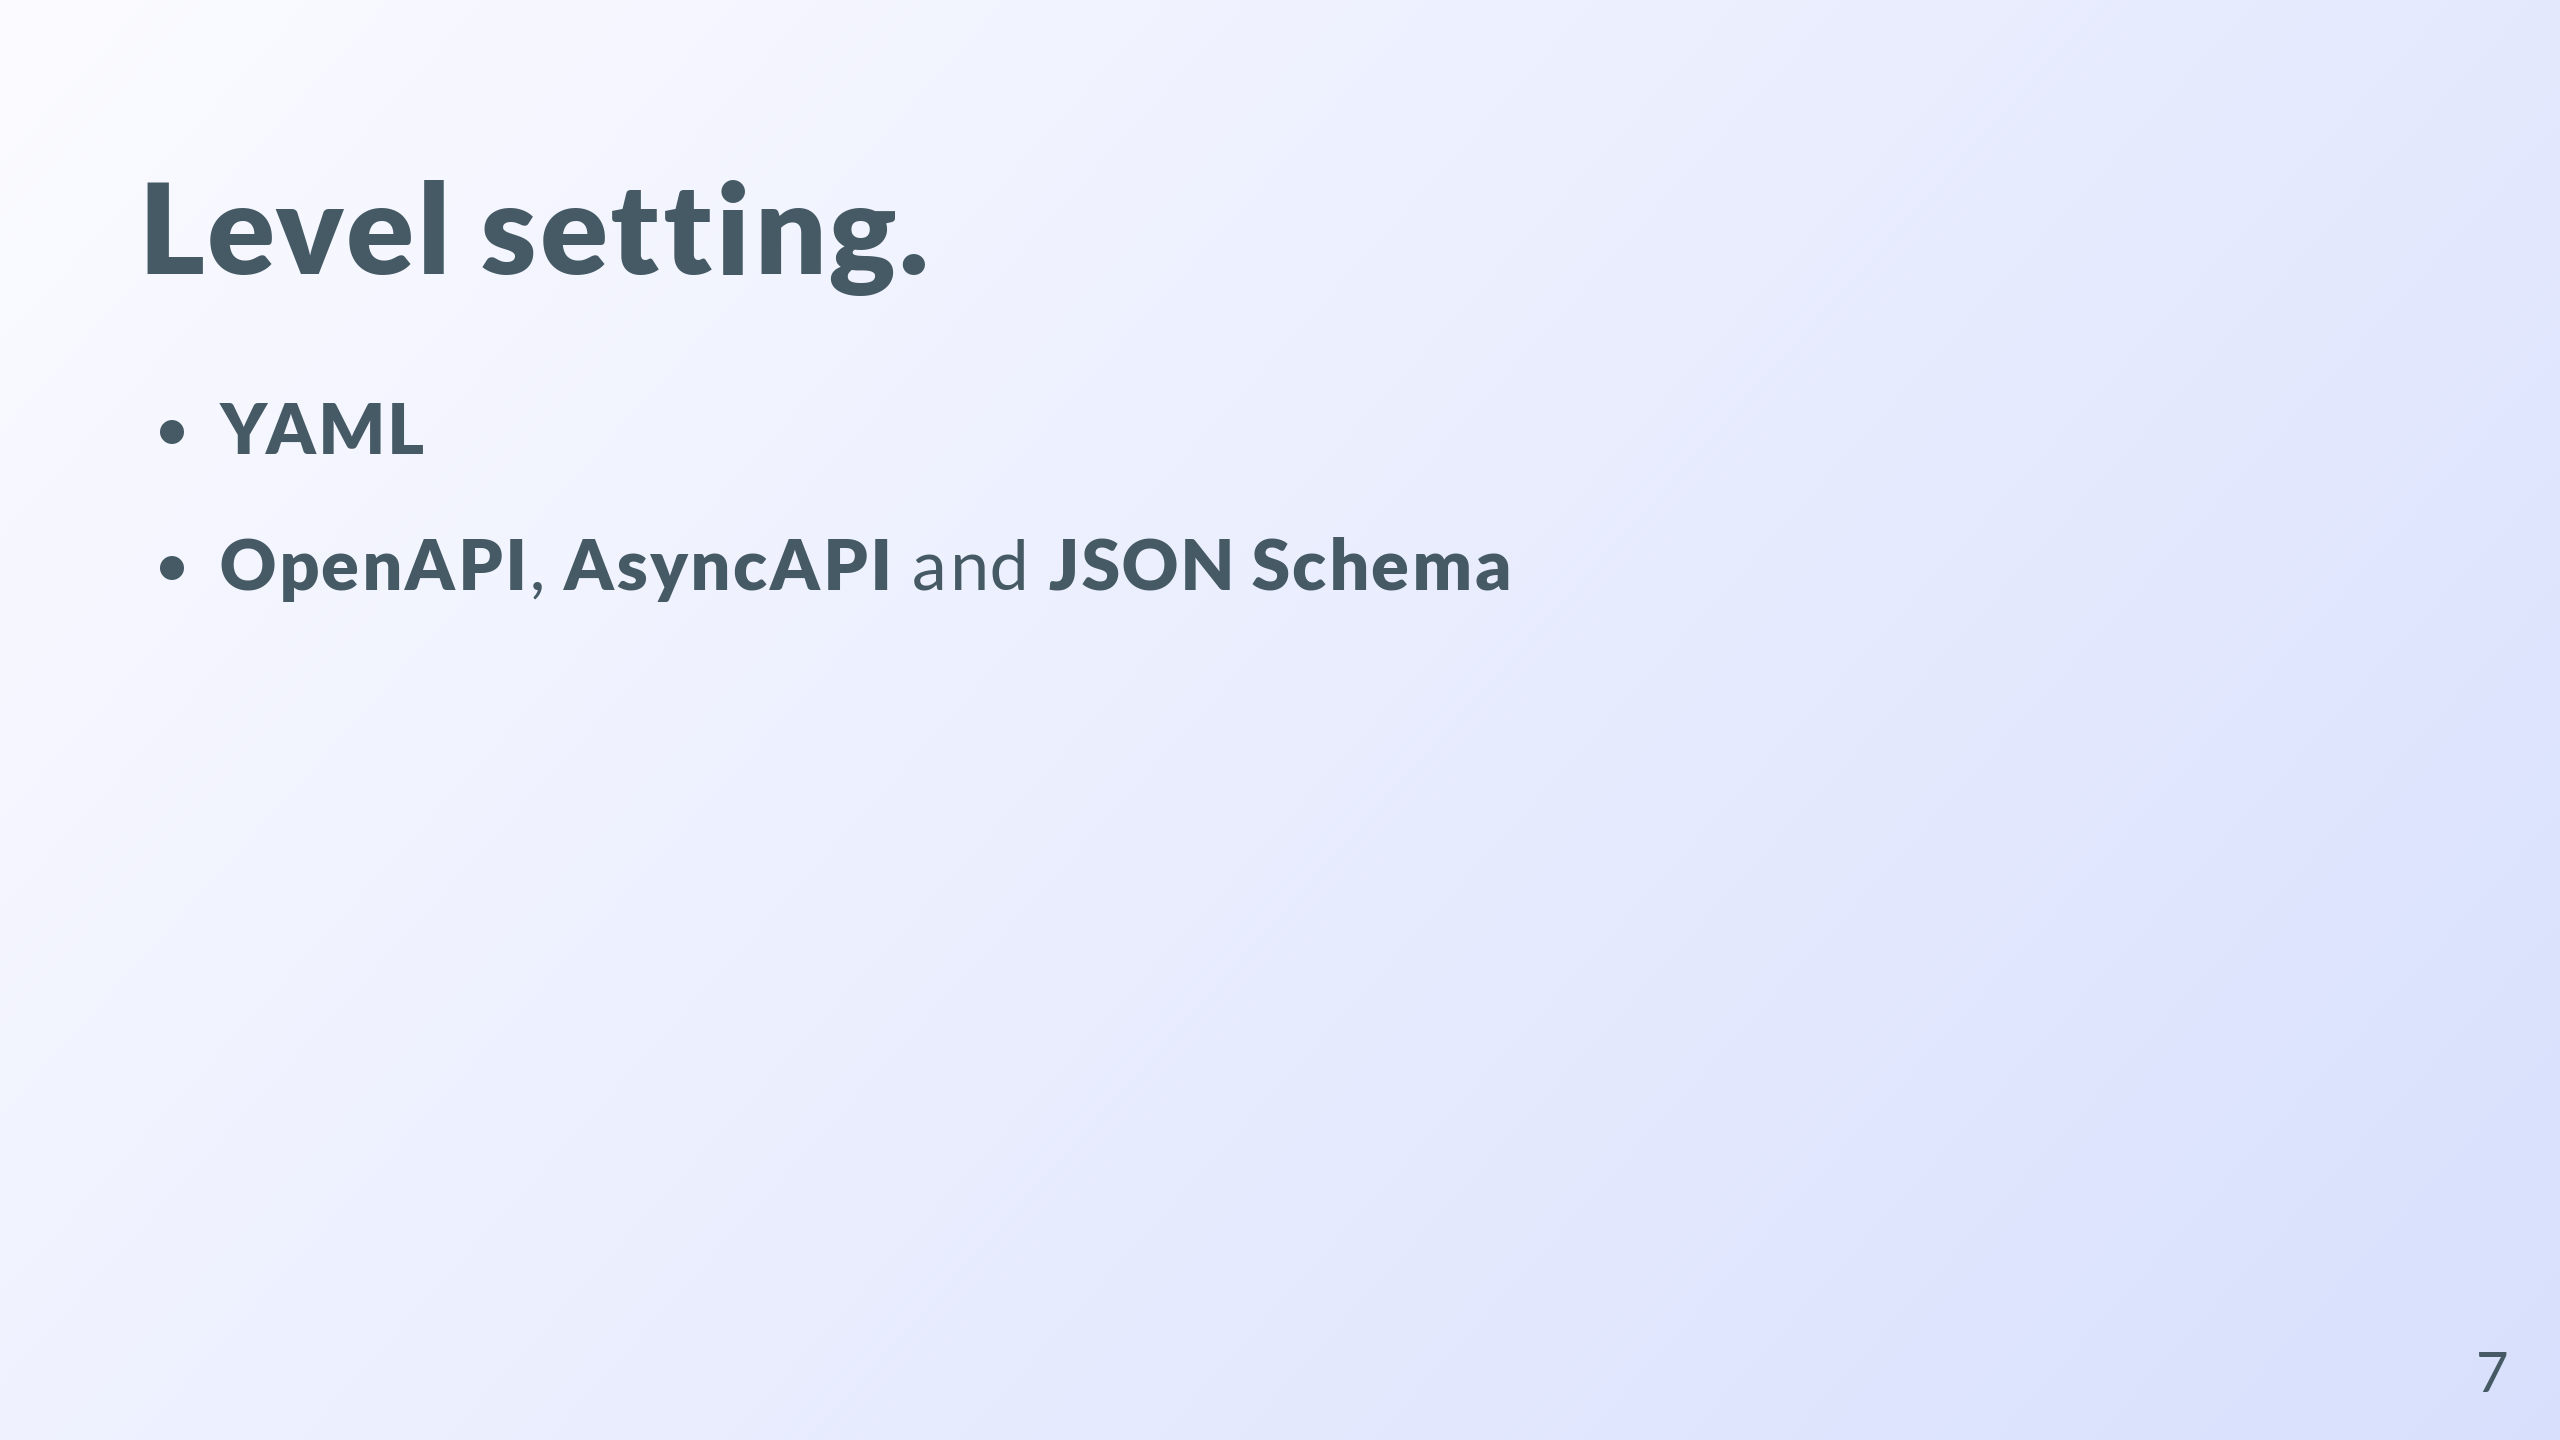 Level setting.
• YAML
• OpenAPI, AsyncAPI and JSON Schema
7